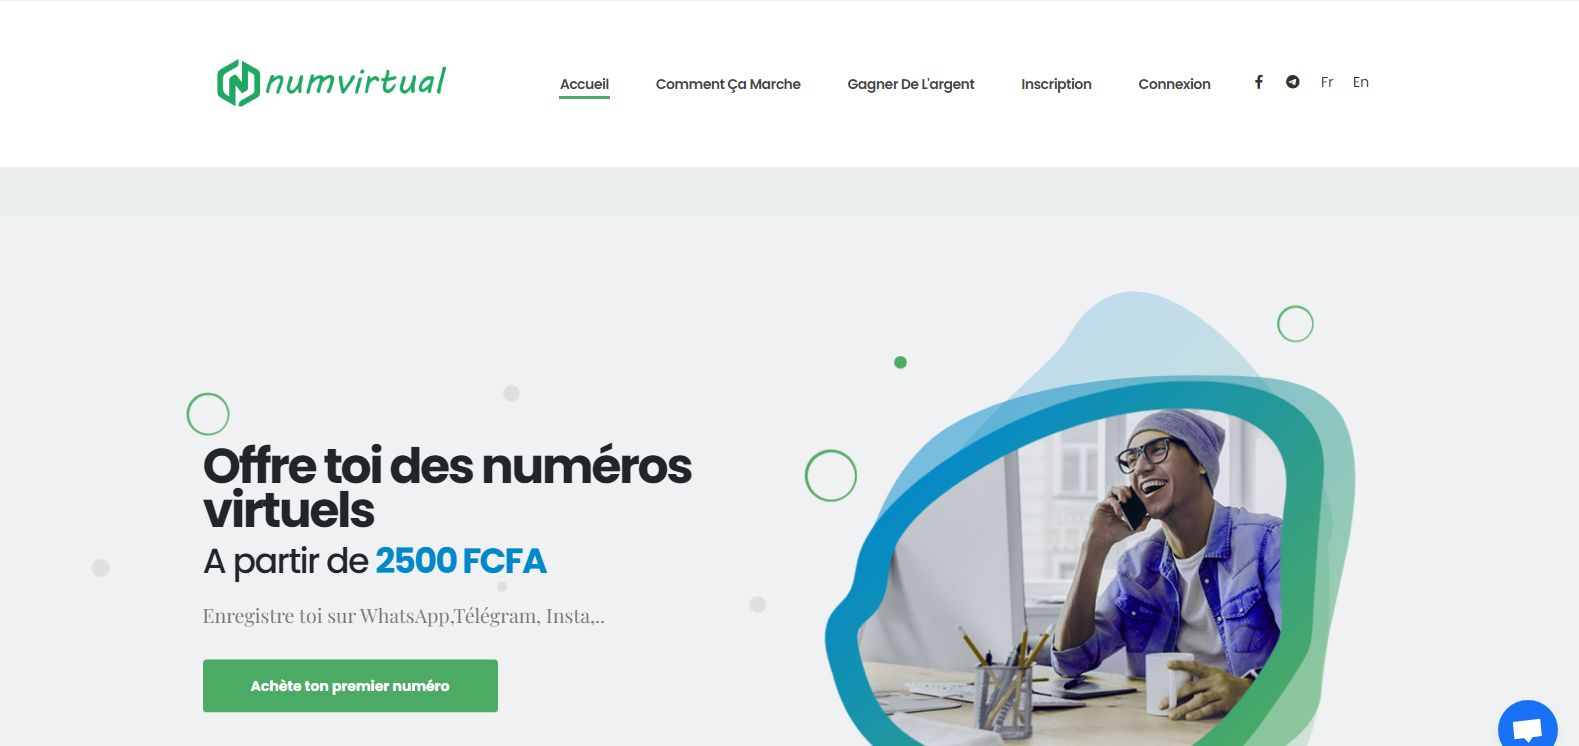 numvirtual
Accueil
Comment Ça Marche
Gagner De L'argent
Inscription
Connexion
Fr
En
Offre toi des numéros
virtuels
A partir de 2500 FCFA
Enregistre toi sur WhatsApp,Télégram, Insta,..
Achète ton premier numéro